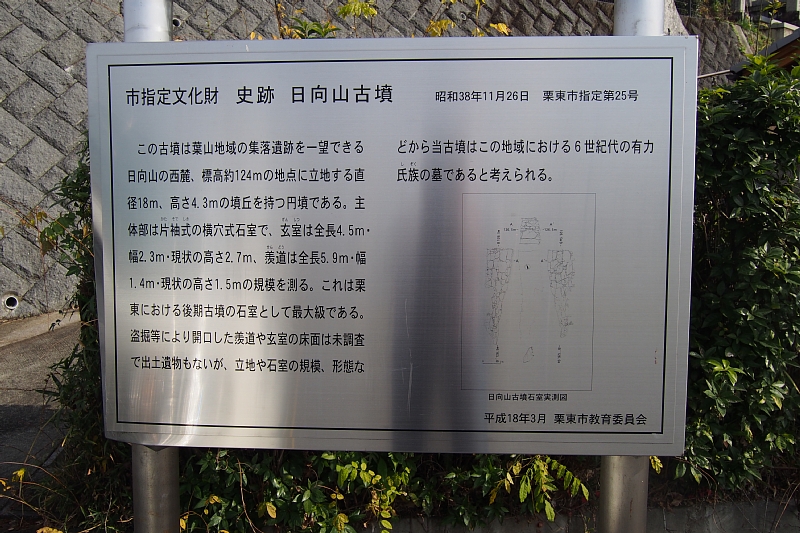 市指定文化財　史跡　日向山古墳
昭和38年11月26日　栗東市指定第25号
この古墳は葉山地域の集落遺跡を一望できる
日向山の西麓、標高約124mの地点に立地する直
径18m、高さ4.3mの墳丘を持つ円墳である。主
体部は片袖式の横穴式石室で、玄室は全長4.5m・
幅2.3m・現状の高さ2.7m、羨道は全長5.9m・幅
1.4m・現状の高さ1.5mの規模を測る。これは栗
東における後期古墳の石室として最大級である。
盗掘等により開口した羨道や玄室の床面は未調査
で出土遺物もないが、立地や石室の規模、形態な
どから当古墳はこの地域における6世紀代の有力
氏族の墓であると考えられる。
日向山古墳石室実測図
平成18年3月　栗東市教育委員会